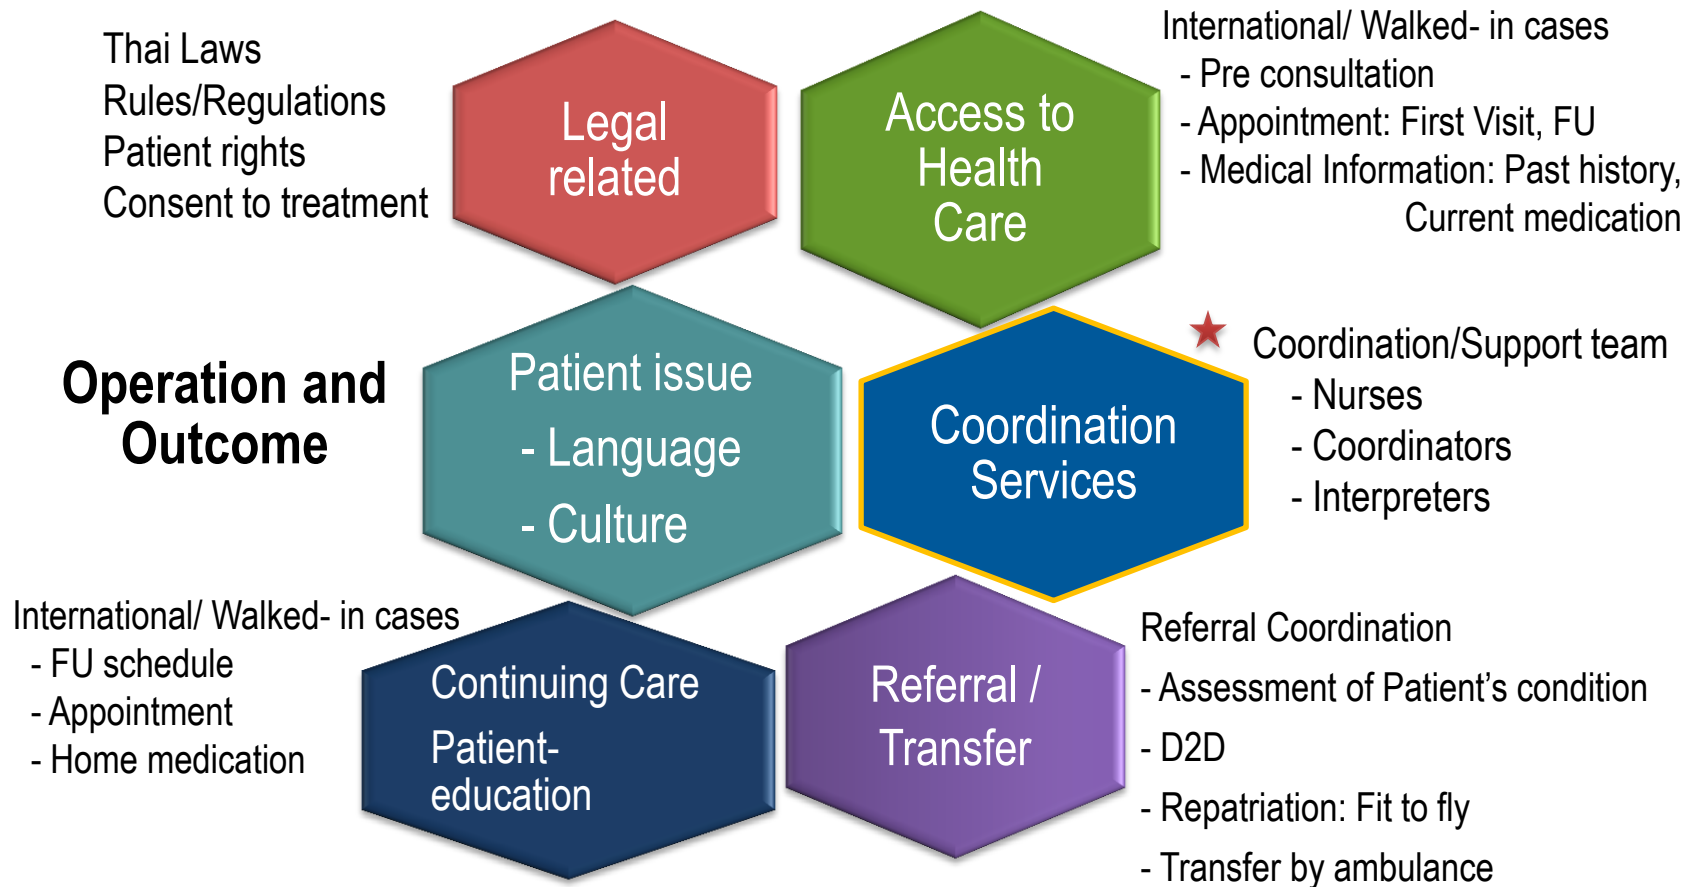 Thai Laws
Rules/Regulations
Patient rights
Consent to treatment
Legal
related
Access to
Health
Care
International/ Walked- in cases
- Pre consultation
- Appointment: First Visit, FU
- Medical Information: Past history,
Current medication
Operation and
Outcome
Patient issue
- Language
- Culture
Coordination
Services
Coordination/Support team
- Nurses
- Coordinators
- Interpreters
International/ Walked- in cases
- FU schedule
- Appointment
- Home medication
Continuing Care
Patient-
education
Referral /
Transfer
Referral Coordination
- Assessment of Patient’s condition
- D2D
- Repatriation: Fit to fly
- Transfer by ambulance